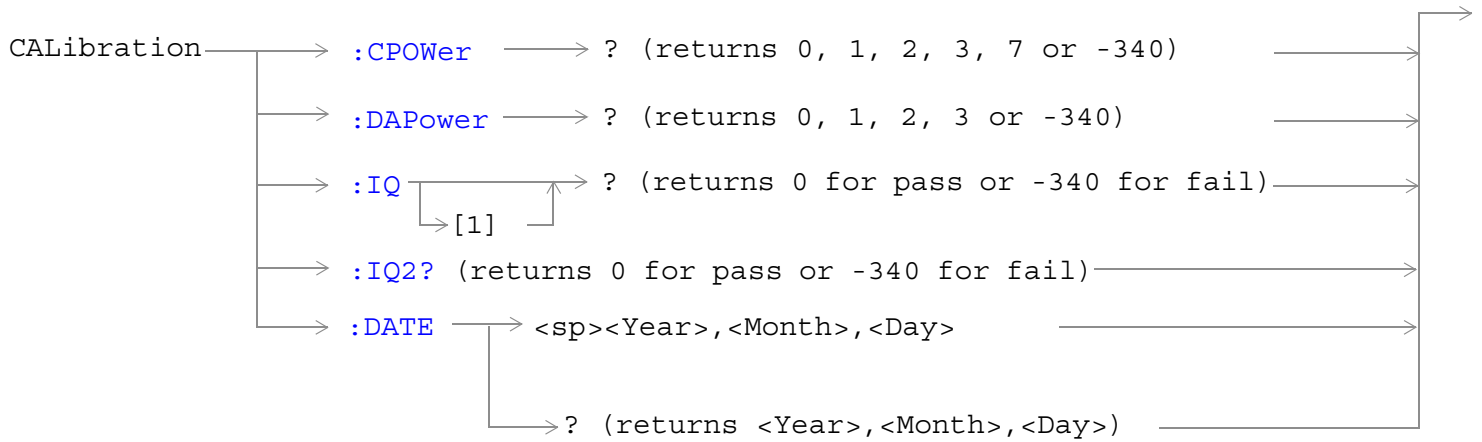 CALibration :CPOWer ? (returns 0, 1, 2, 3, 7 or -340)
:DAPower ? (returns 0, 1, 2, 3 or -340)
:IQ ? (returns 0 for pass or -340 for fail)
[1]
:IQ2? (returns 0 for pass or -340 for fail)
:DATE <sp><Year>,<Month>,<Day>
? (returns <Year>,<Month>,<Day>)